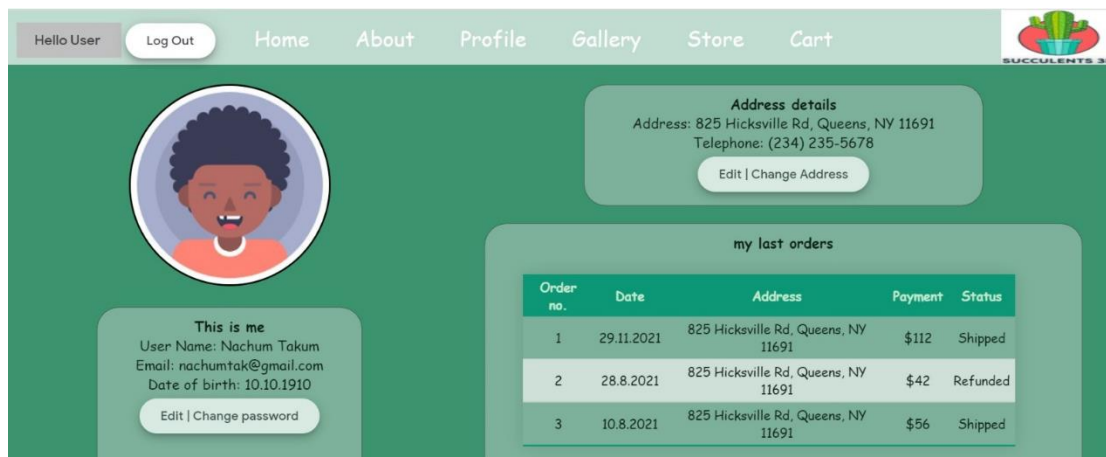 Hello User
Log Out
Home About Profile Gallery Store Cart
SUCCULENTS
This is me
User Name: Nachum Takum
Email: nachumtak@gmail.com
Date of birth: 10.10.1910
Edit | Change password
Address details
Address: 825 Hicksville Rd, Queens, NY 11691
Telephone: (234) 235-5678
Edit | Change Address
my last orders
Order
no. Date Address Payment Status
1 29.11.2021 825 Hicksville Rd, Queens, NY
11691 $112 Shipped
2 28.8.2021 825 Hicksville Rd, Queens, NY
11691 $42 Refunded
3 10.8.2021 825 Hicksville Rd, Queens, NY
11691 $56 Shipped